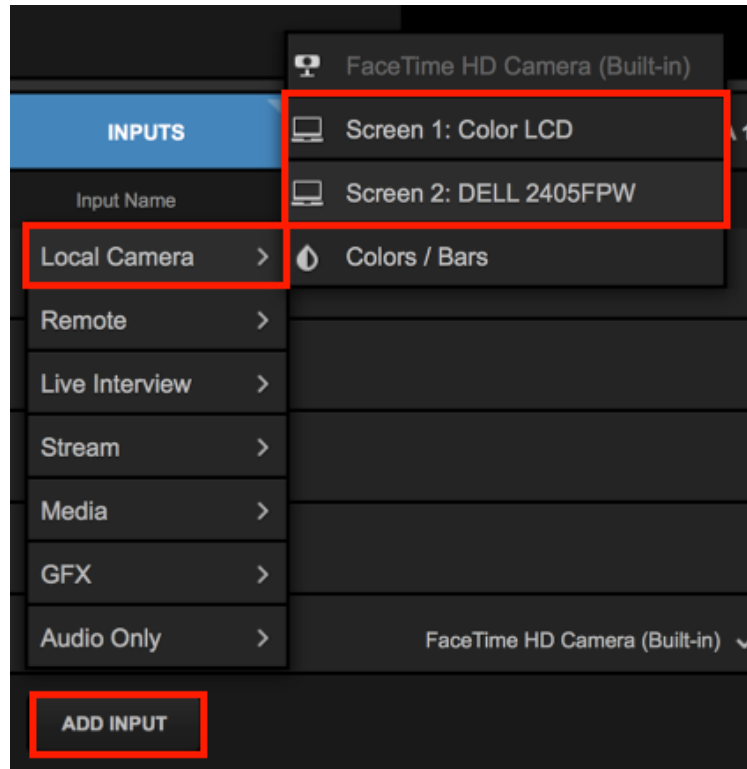 FaceTime HD Camera (Built-in)
INPUTS
Screen 1: Color LCD
Input Name
Screen 2: DELL 2405FPW
Local Camera
Colors / Bars
Remote
Live Interview
Stream
Media
GFX
Audio Only
FaceTime HD Camera (Built-in)
ADD INPUT